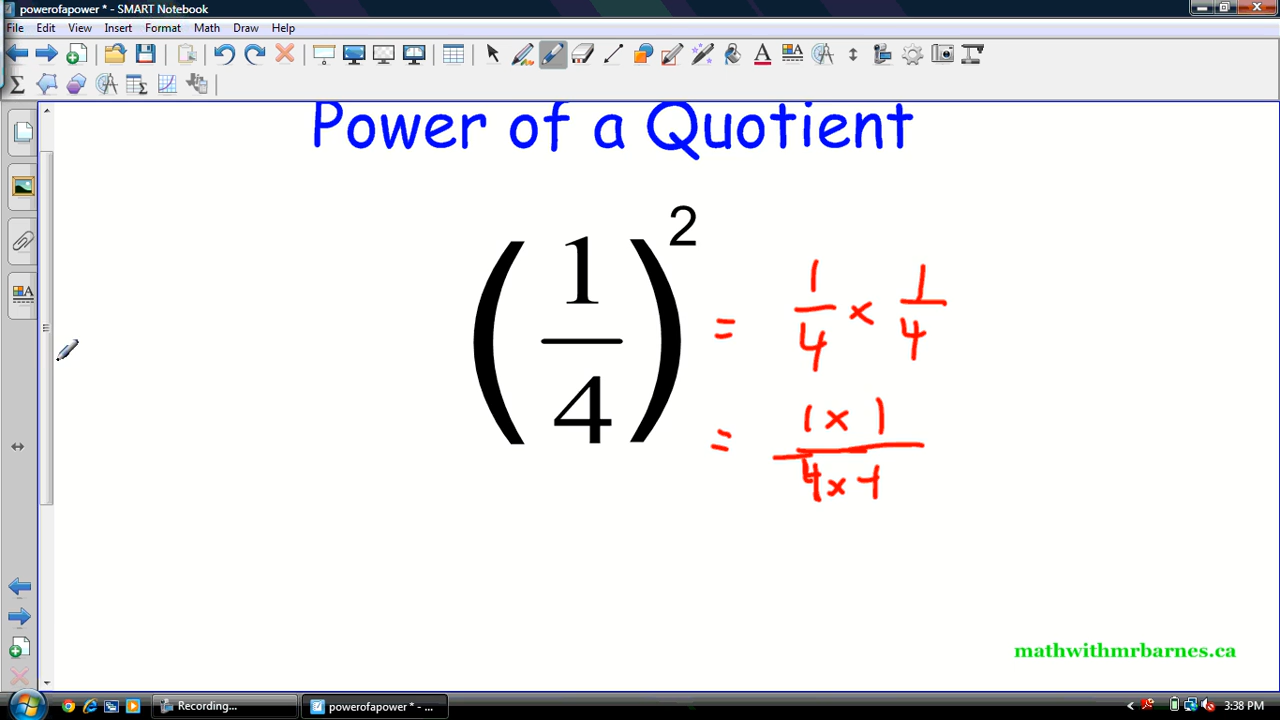 powerofapower * - SMART Notebook
File Edit View Insert Format Math Draw Help
Power of a Quotient
(1/4)² = 1/4 × 1/4
= 1 × 1 / 4 × 4
mathwithmrbarnes.ca
Recording...
powerofapower * - ...
3:38 PM